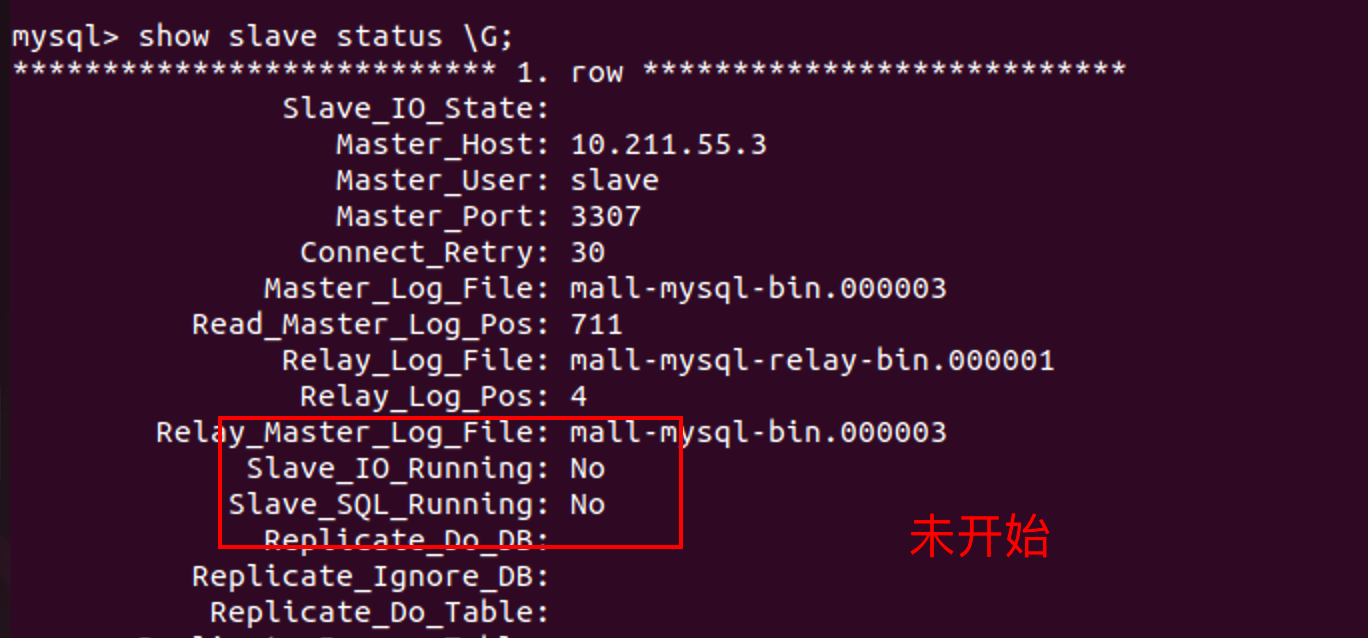 mysql> show slave status \G;
*************************** 1. row ***************************
Slave_IO_State:
Master_Host: 10.211.55.3
Master_User: slave
Master_Port: 3307
Connect_Retry: 30
Master_Log_File: mall-mysql-bin.000003
Read_Master_Log_Pos: 711
Relay_Log_File: mall-mysql-relay-bin.000001
Relay_Log_Pos: 4
Relay_Master_Log_File: mall-mysql-bin.000003
Slave_IO_Running: No
Slave_SQL_Running: No
未开始
Replicate_Do_DB:
Replicate_Ignore_DB:
Replicate_Do_Table: